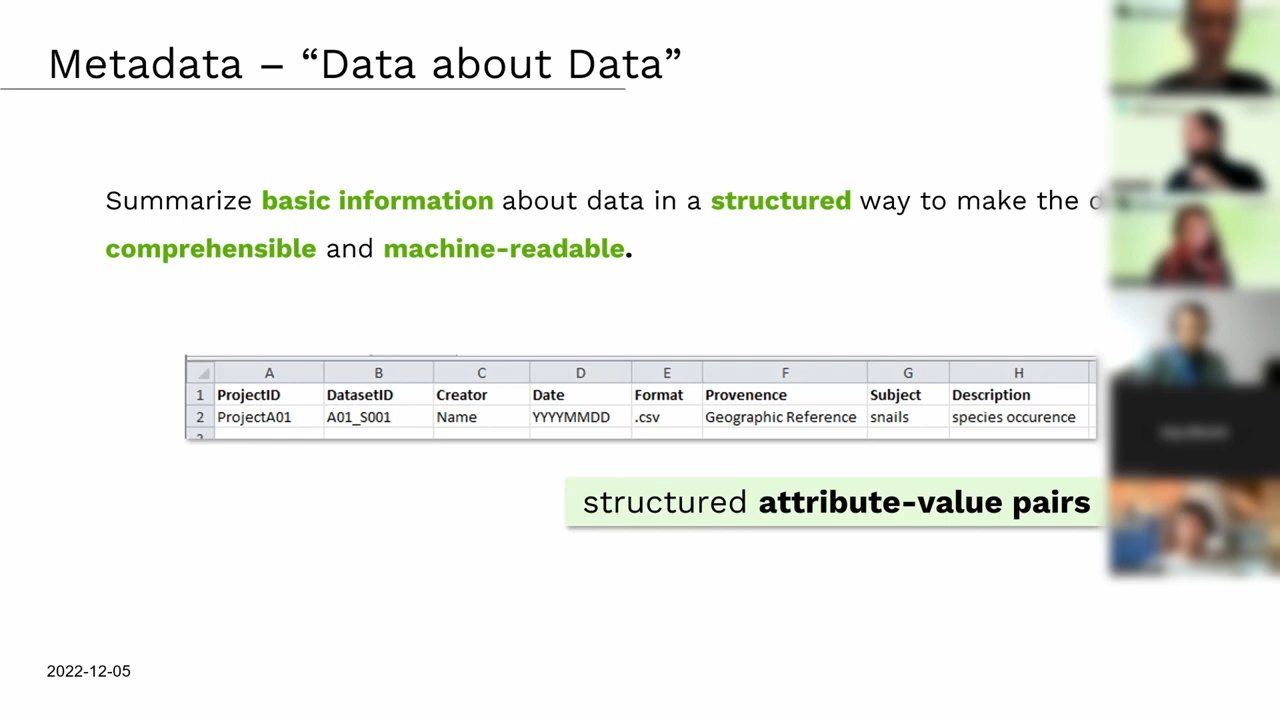 Metadata – “Data about Data”
Summarize basic information about data in a structured way to make the
comprehensible and machine-readable.
A B C D E F G H
1 ProjectID DatasetID Creator Date Format Provenence Subject Description
2 ProjectA01 A01_S001 Name YYYYMMDD .csv Geographic Reference snails species occurence
structured attribute-value pairs
2022-12-05